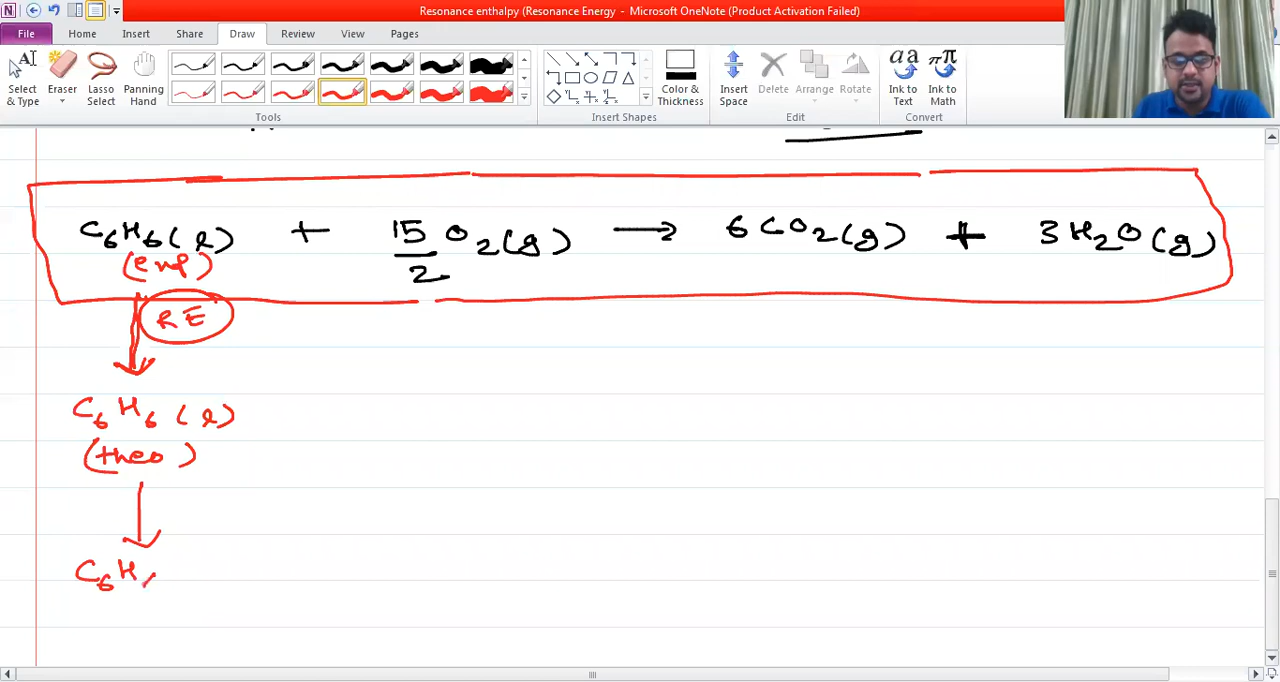 Resonance enthalpy (Resonance Energy - Microsoft OneNote (Product Activation Failed)
File Home Insert Share Draw Review View Pages
Select & Type Eraser Lasso Select Panning Hand Color & Thickness Insert Space Delete Arrange Rotate Ink to Text Ink to Math
Tools Insert Shapes Edit Convert
C6H6(l) + 15/2 O2(g) → 6CO2(g) + 3H2O(g)
(exp)
RE
C6H6(l)
(theo)
C6H